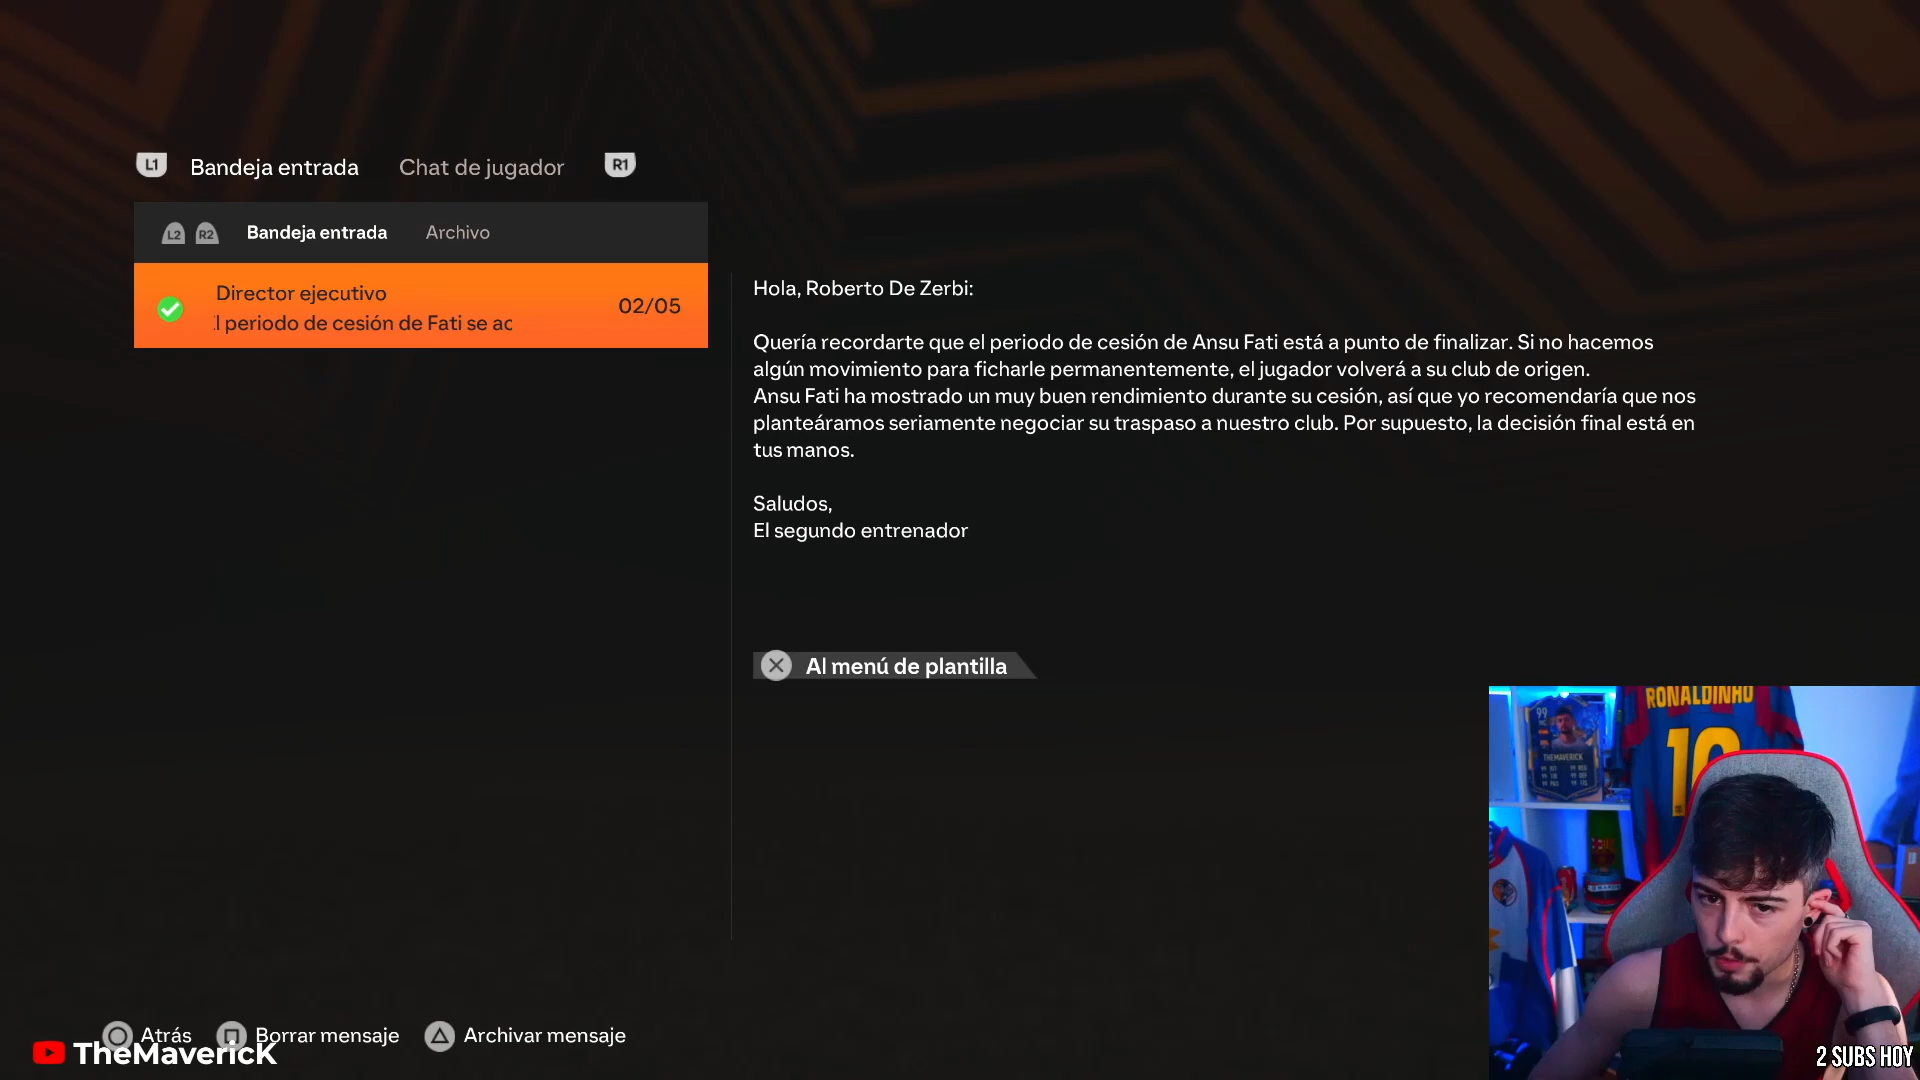 L1 Bandeja entrada Chat de jugador R1
L2 R2 Bandeja entrada Archivo
Director ejecutivo
l periodo de cesión de Fati se ac
02/05
Hola, Roberto De Zerbi:
Quería recordarte que el periodo de cesión de Ansu Fati está a punto de finalizar. Si no hacemos
algún movimiento para ficharle permanentemente, el jugador volverá a su club de origen.
Ansu Fati ha mostrado un muy buen rendimiento durante su cesión, así que yo recomendaría que nos
planteáramos seriamente negociar su traspaso a nuestro club. Por supuesto, la decisión final está en
tus manos.
Saludos,
El segundo entrenador
Al menú de plantilla
RONALDINHO
10
99
THEMAVERICK
Atrás Borrar mensaje Archivar mensaje
TheMavericK
2 SUBS HOY